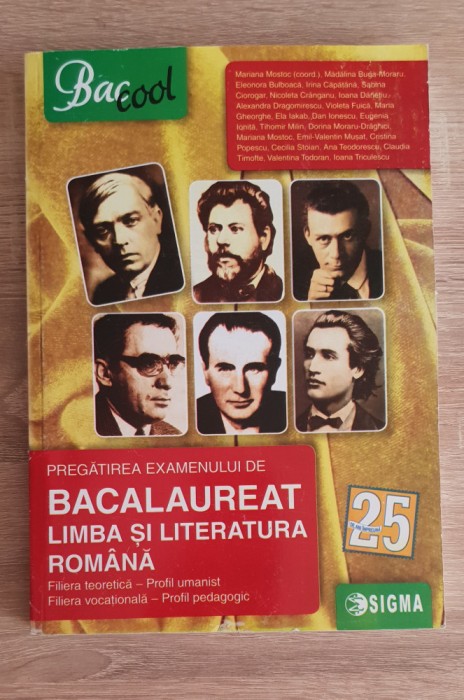 Bac cool
Mariana Mostoc (coord.), Mădălina Buga-Moraru,
Eleonora Bulboacă, Irina Căpățână, Sabina
Ciorogar, Nicoleta Crânganu, Ioana Dănețiu,
Alexandra Dragomirescu, Violeta Fuică, Maria
Gheorghe, Ela Iakab, Dan Ionescu, Eugenia
Ioniță, Tihomir Milin, Dorina Moraru-Drăghici,
Mariana Mostoc, Emil-Valentin Mușat, Cristina
Popescu, Cecilia Stoian, Ana Teodorescu, Claudia
Timofte, Valentina Todoran, Ioana Triculescu
PREGĂTIREA EXAMENULUI DE
BACALAUREAT
LIMBA ȘI LITERATURA
ROMÂNĂ
Filiera teoretică – Profil umanist
Filiera vocațională – Profil pedagogic
25
SIGMA